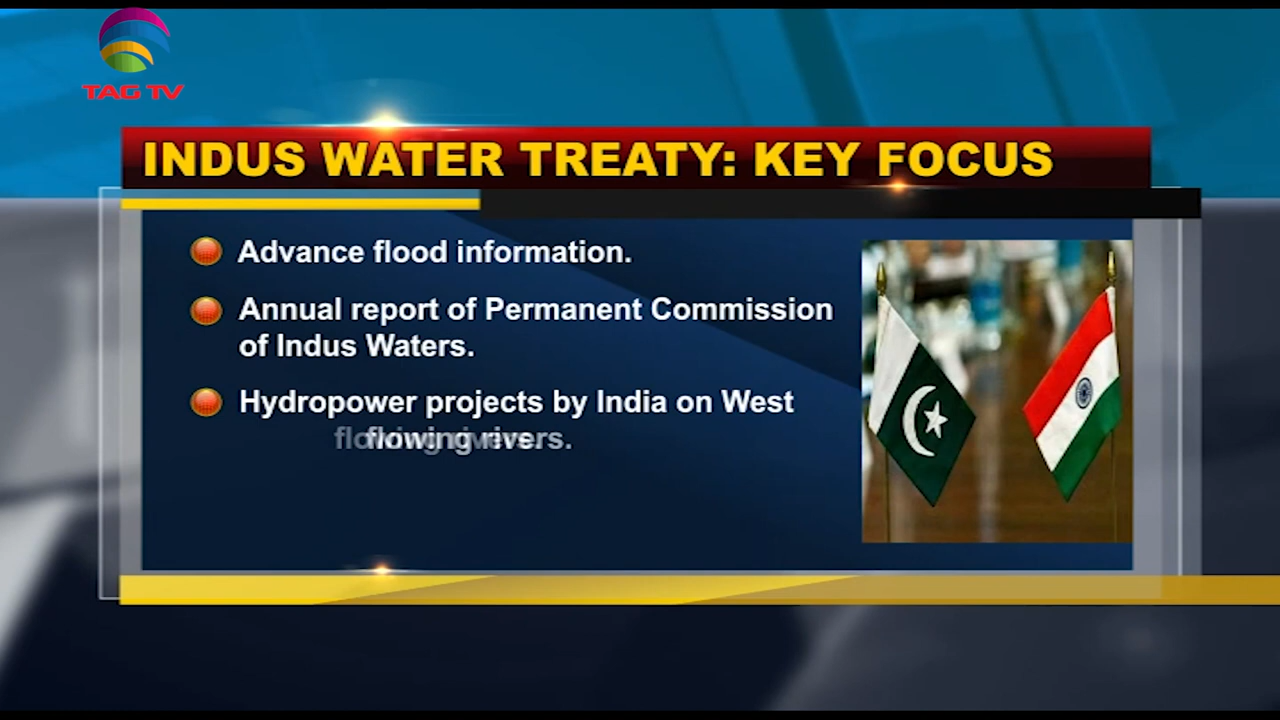 TAG TV
INDUS WATER TREATY: KEY FOCUS
Advance flood information.
Annual report of Permanent Commission
of Indus Waters.
Hydropower projects by India on West
flowing rivers.